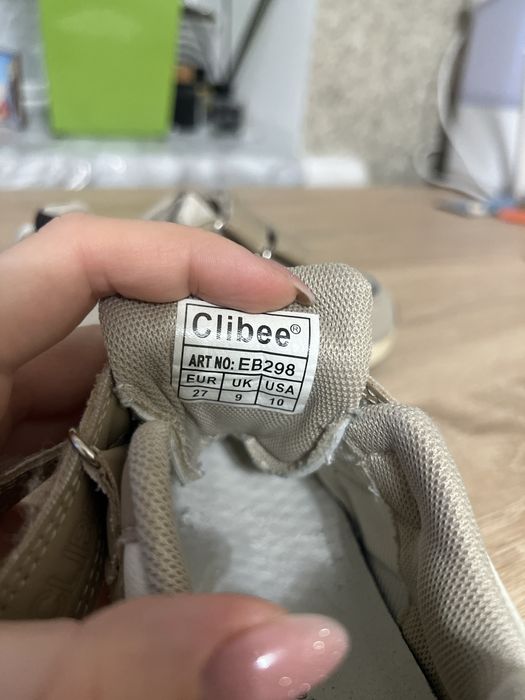 Clibee®
ART NO: EB298
EUR UK USA
27 9 10